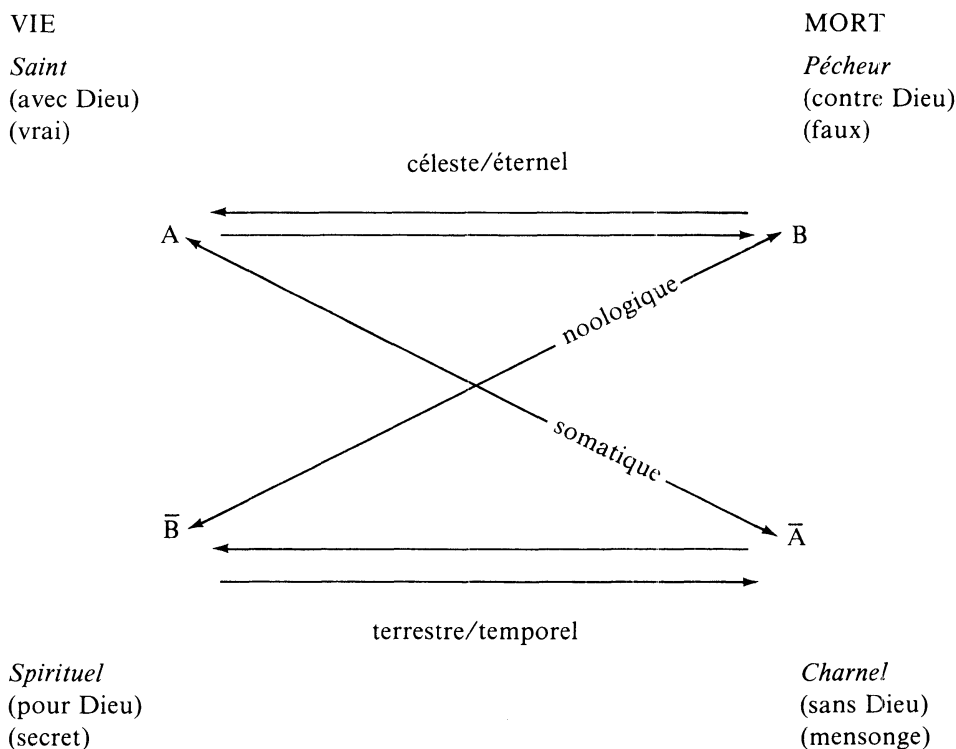 VIE MORT
Saint Pécheur
(avec Dieu) (contre Dieu)
(vrai) (faux)
céleste/éternel
A B
noologique
somatique
B̅ A̅
terrestre/temporel
Spirituel Charnel
(pour Dieu) (sans Dieu)
(secret) (mensonge)